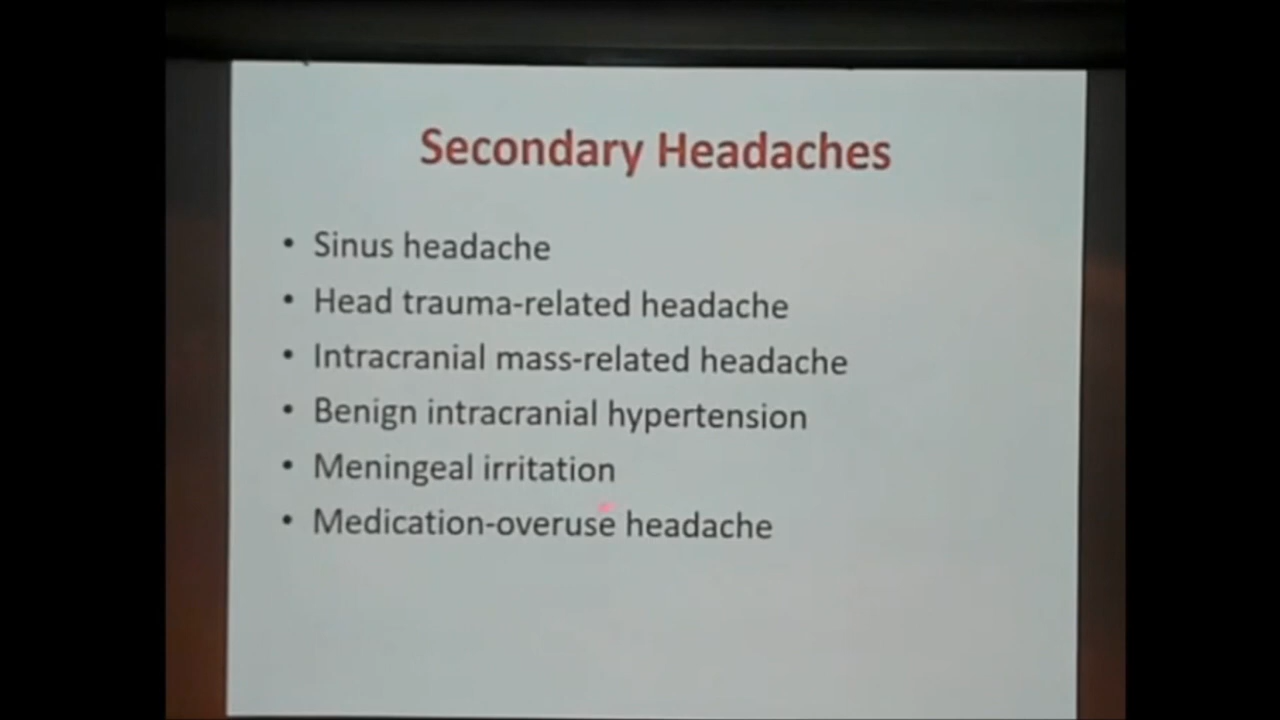 Secondary Headaches
• Sinus headache
• Head trauma-related headache
• Intracranial mass-related headache
• Benign intracranial hypertension
• Meningeal irritation
• Medication-overuse headache